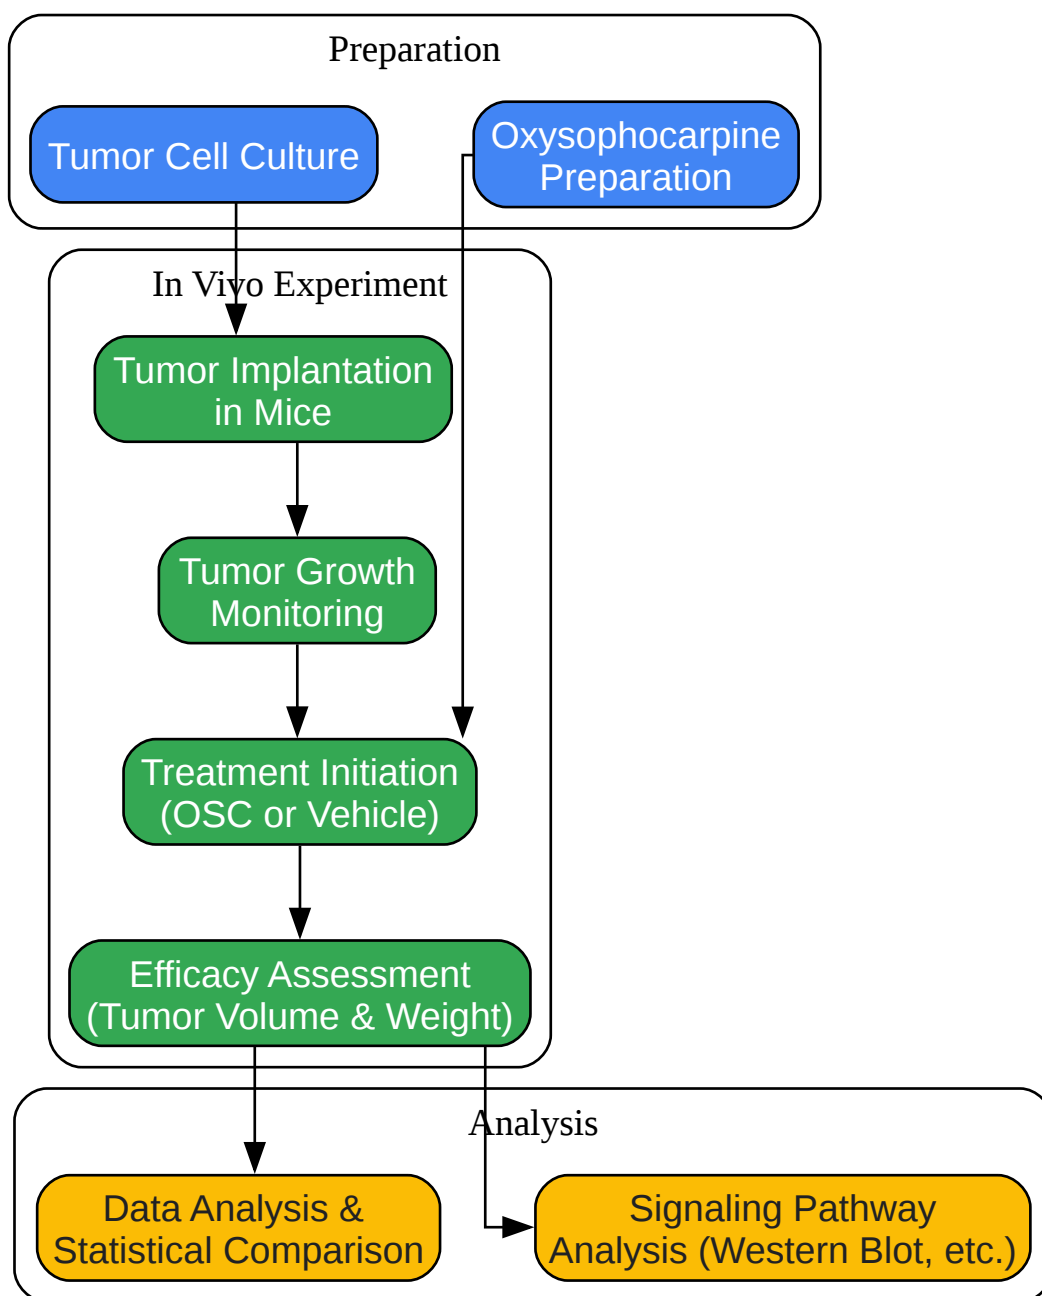 Preparation
Tumor Cell Culture
Oxysophocarpine
Preparation
In Vivo Experiment
Tumor Implantation
in Mice
Tumor Growth
Monitoring
Treatment Initiation
(OSC or Vehicle)
Efficacy Assessment
(Tumor Volume & Weight)
Analysis
Data Analysis &
Statistical Comparison
Signaling Pathway
Analysis (Western Blot, etc.)